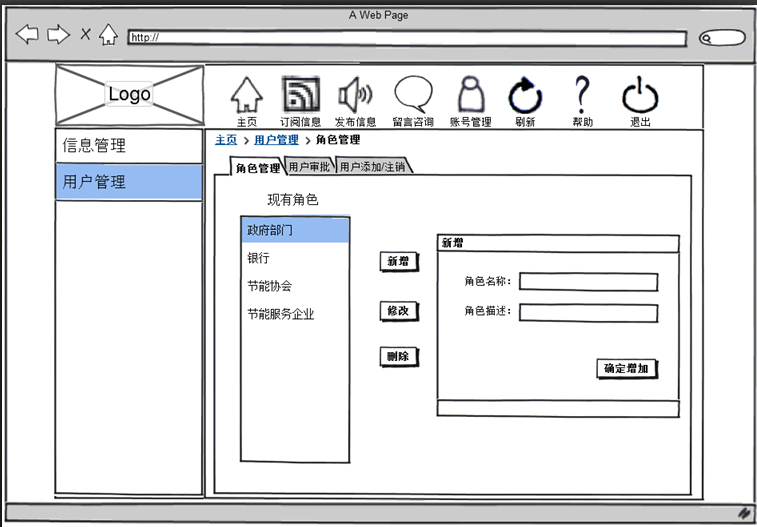 A Web Page
http://
Logo
主页 订阅信息 发布信息 留言咨询 账号管理 刷新 帮助 退出
信息管理
用户管理
主页 > 用户管理 > 角色管理
角色管理 用户审批 用户添加/注销
现有角色
政府部门
银行
节能协会
节能服务企业
新增
修改
删除
新增
角色名称：
角色描述：
确定增加